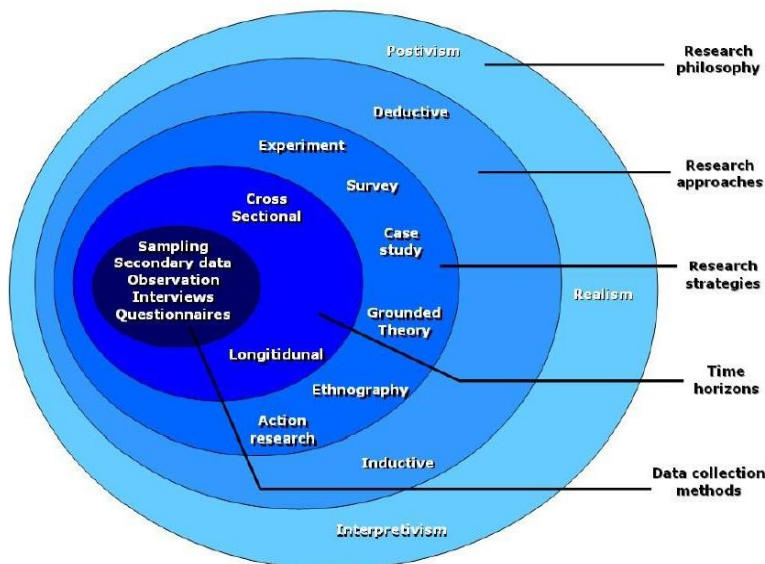 Postivism
Research
philosophy
Deductive
Experiment
Research
approaches
Survey
Cross
Sectional
Case
study
Sampling
Secondary data
Observation
Interviews
Questionnaires
Research
strategies
Realism
Grounded
Theory
Longitidunal
Time
horizons
Ethnography
Action
research
Inductive
Data collection
methods
Interpretivism